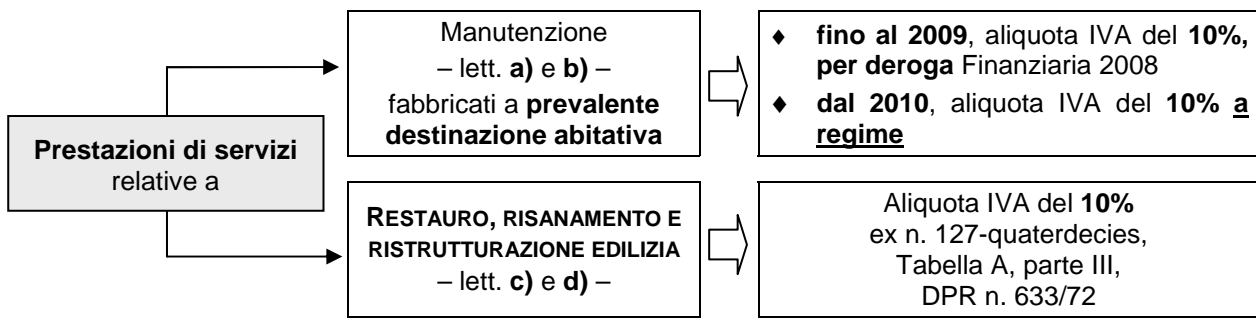 Prestazioni di servizi
relative a
Manutenzione
– lett. a) e b) –
fabbricati a prevalente
destinazione abitativa
♦ fino al 2009, aliquota IVA del 10%,
per deroga Finanziaria 2008
♦ dal 2010, aliquota IVA del 10% a
regime
RESTAURO, RISANAMENTO E
RISTRUTTURAZIONE EDILIZIA
– lett. c) e d) –
Aliquota IVA del 10%
ex n. 127-quaterdecies,
Tabella A, parte III,
DPR n. 633/72